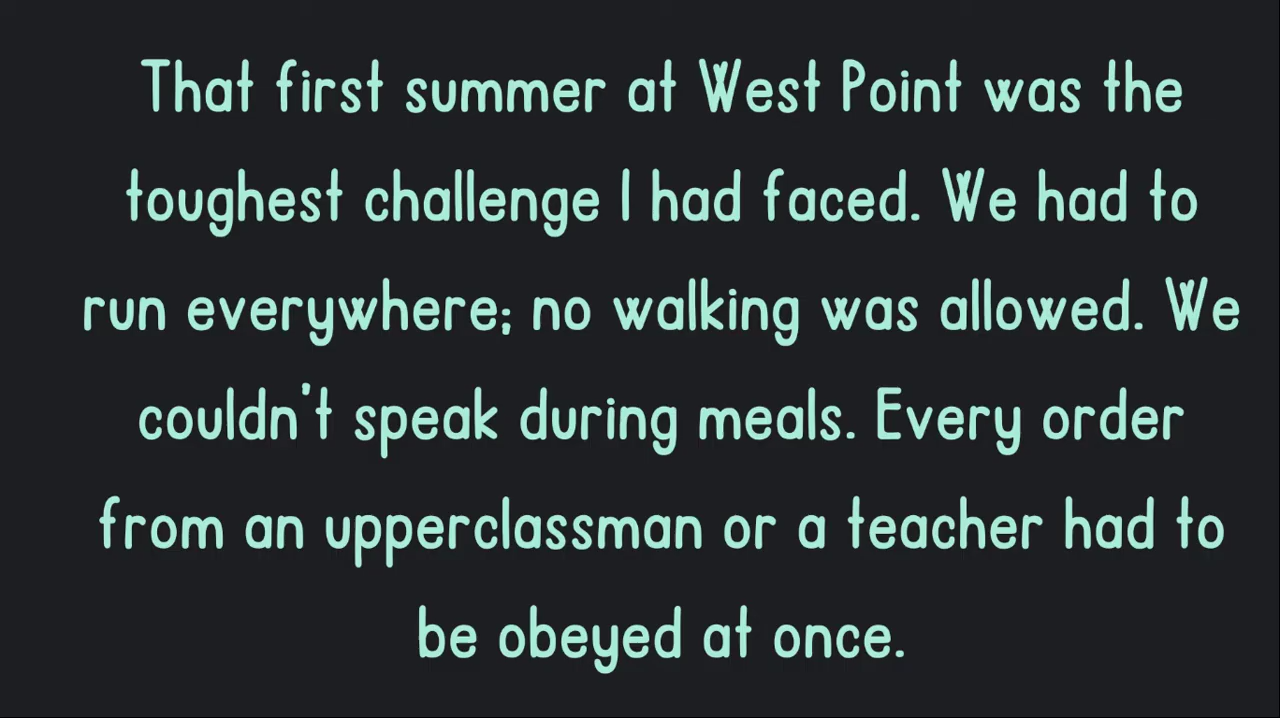 That first summer at West Point was the
toughest challenge I had faced. We had to
run everywhere; no walking was allowed. We
couldn't speak during meals. Every order
from an upperclassman or a teacher had to
be obeyed at once.